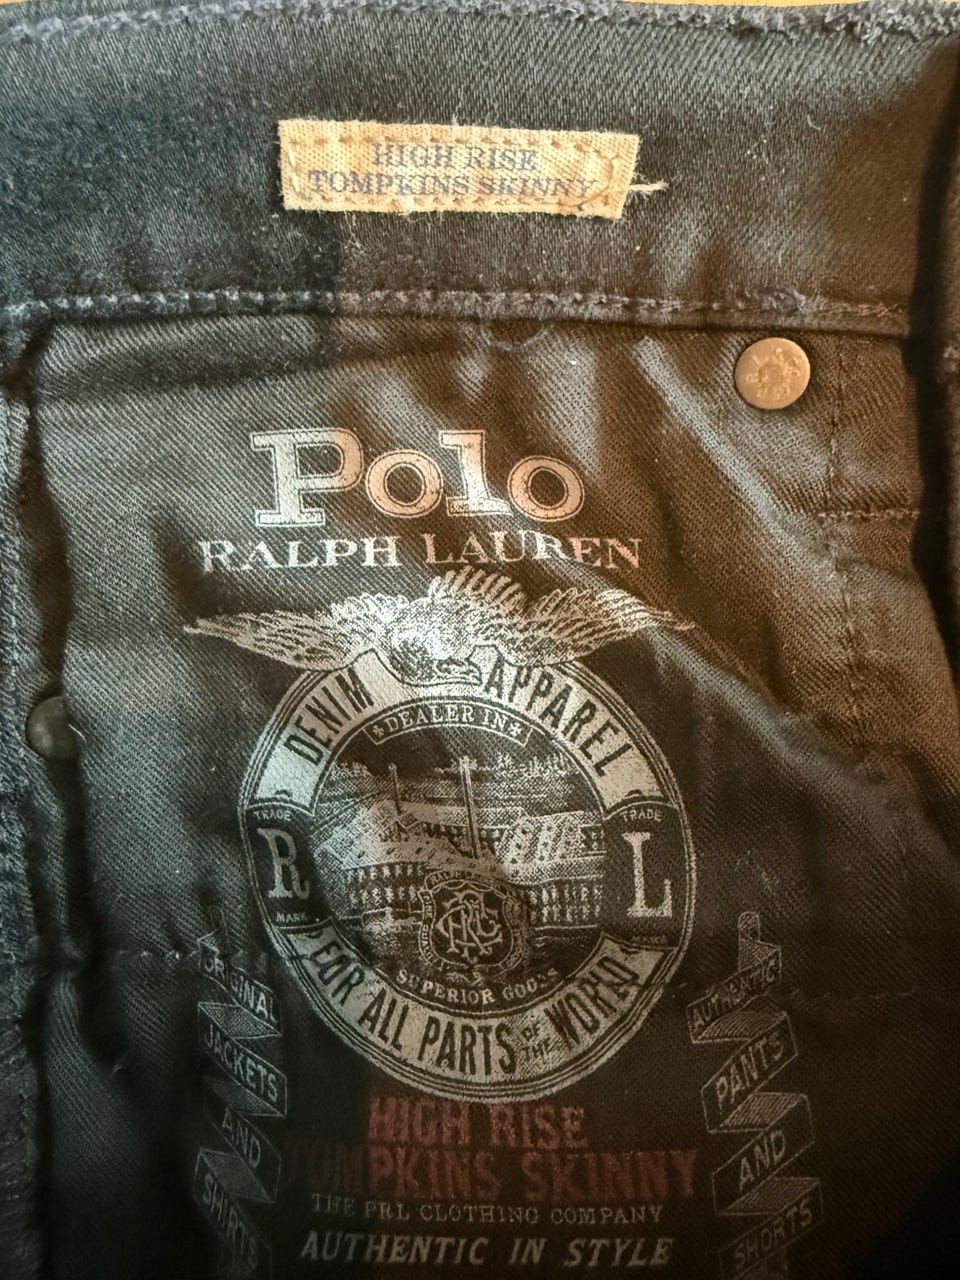 HIGH RISE
TOMPKINS SKINNY
Polo
RALPH LAUREN
DENIM APPAREL
★DEALER IN★
TRADE
R
MARK
TRADE
L
SUPERIOR GOODS
FOR ALL PARTS OF THE WORLD
ORIGINAL
JACKETS
AND
SHIRTS
AUTHENTIC
PANTS
AND
SHORTS
HIGH RISE
TOMPKINS SKINNY
THE PRL CLOTHING COMPANY
AUTHENTIC IN STYLE